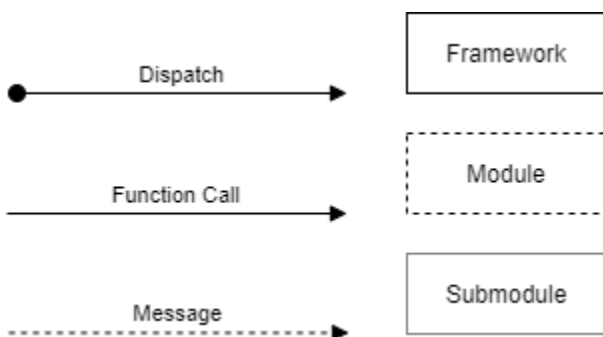 Framework
Dispatch
Module
Function Call
Submodule
Message